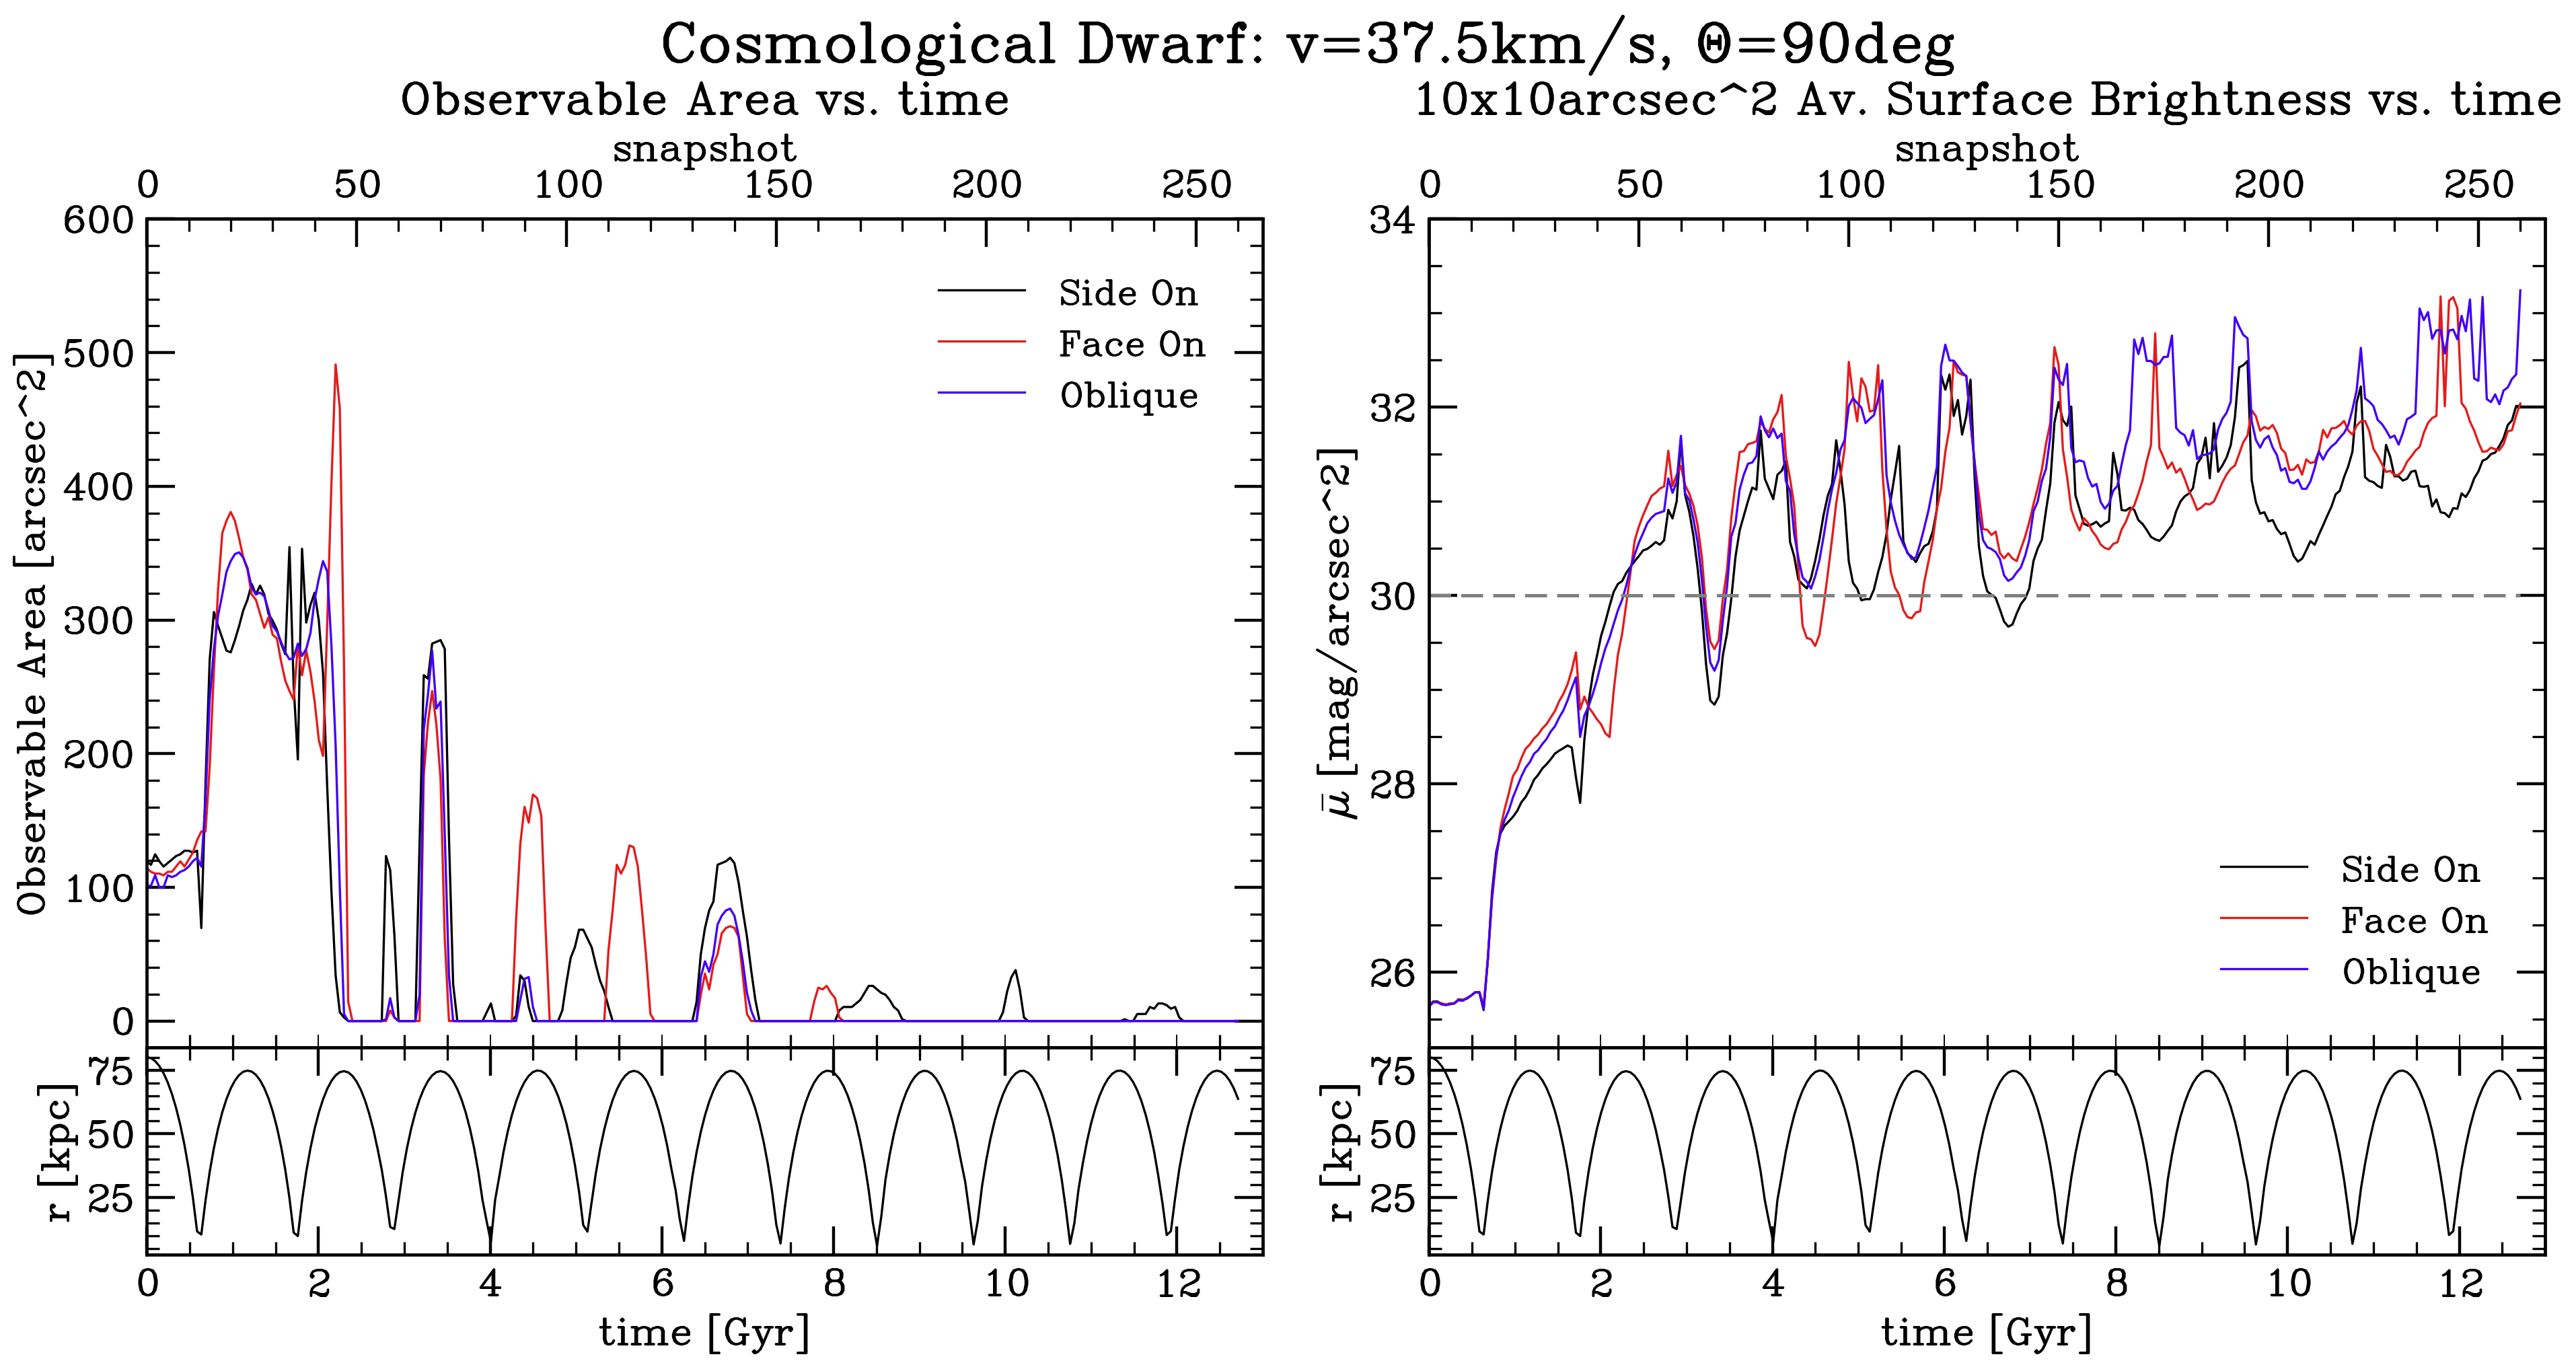 Cosmological Dwarf: v=37.5km/s, Θ=90deg
Observable Area vs. time
snapshot
0 50 100 150 200 250
600
500
400
300
200
100
0
Observable Area [arcsec^2]
Side On
Face On
Oblique
75
50
25
r [kpc]
0 2 4 6 8 10 12
time [Gyr]
10x10arcsec^2 Av. Surface Brightness vs. time
snapshot
0 50 100 150 200 250
34
32
30
28
26
μ̄ [mag/arcsec^2]
Side On
Face On
Oblique
75
50
25
r [kpc]
0 2 4 6 8 10 12
time [Gyr]